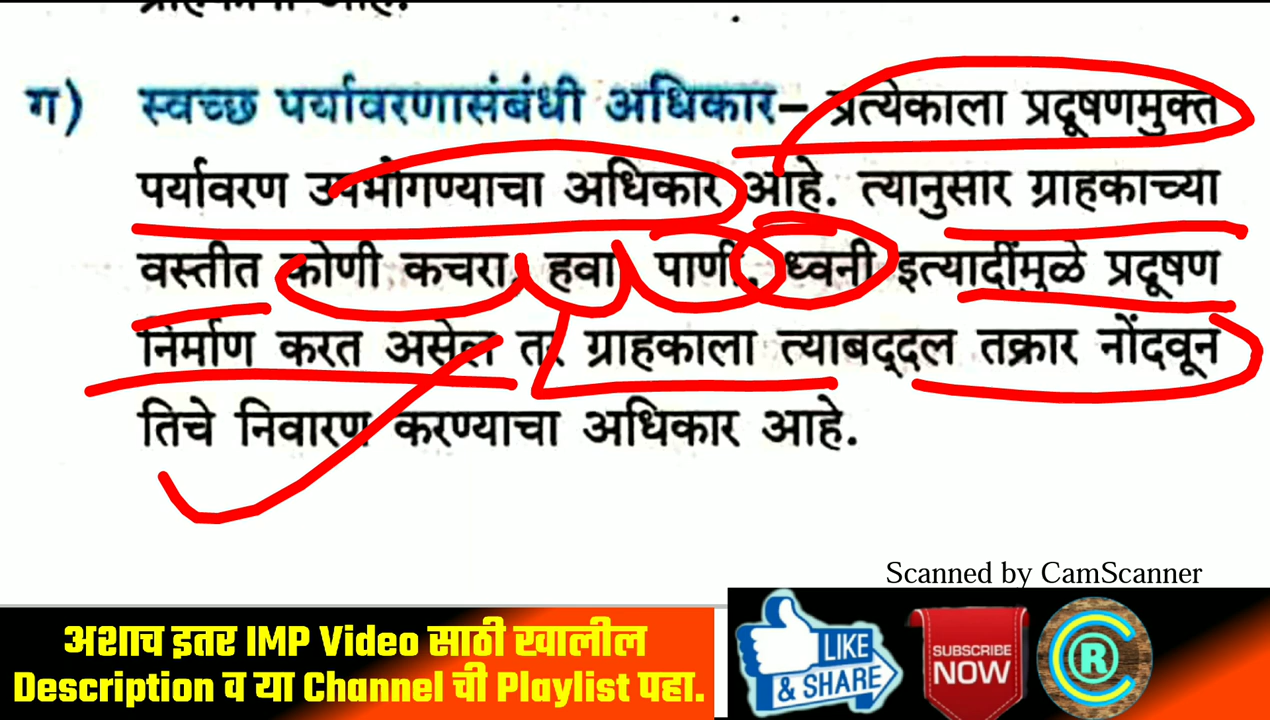 ग) स्वच्छ पर्यावरणासंबंधी अधिकार– प्रत्येकाला प्रदूषणमुक्त
पर्यावरण उपभोगण्याचा अधिकार आहे. त्यानुसार ग्राहकाच्या
वस्तीत कोणी कचरा, हवा, पाणी, ध्वनी इत्यादींमुळे प्रदूषण
निर्माण करत असेल तर ग्राहकाला त्याबद्दल तक्रार नोंदवून
तिचे निवारण करण्याचा अधिकार आहे.
Scanned by CamScanner
अशाच इतर IMP Video साठी खालील
Description व या Channel ची Playlist पहा.
LIKE
& SHARE
SUBSCRIBE
NOW
R